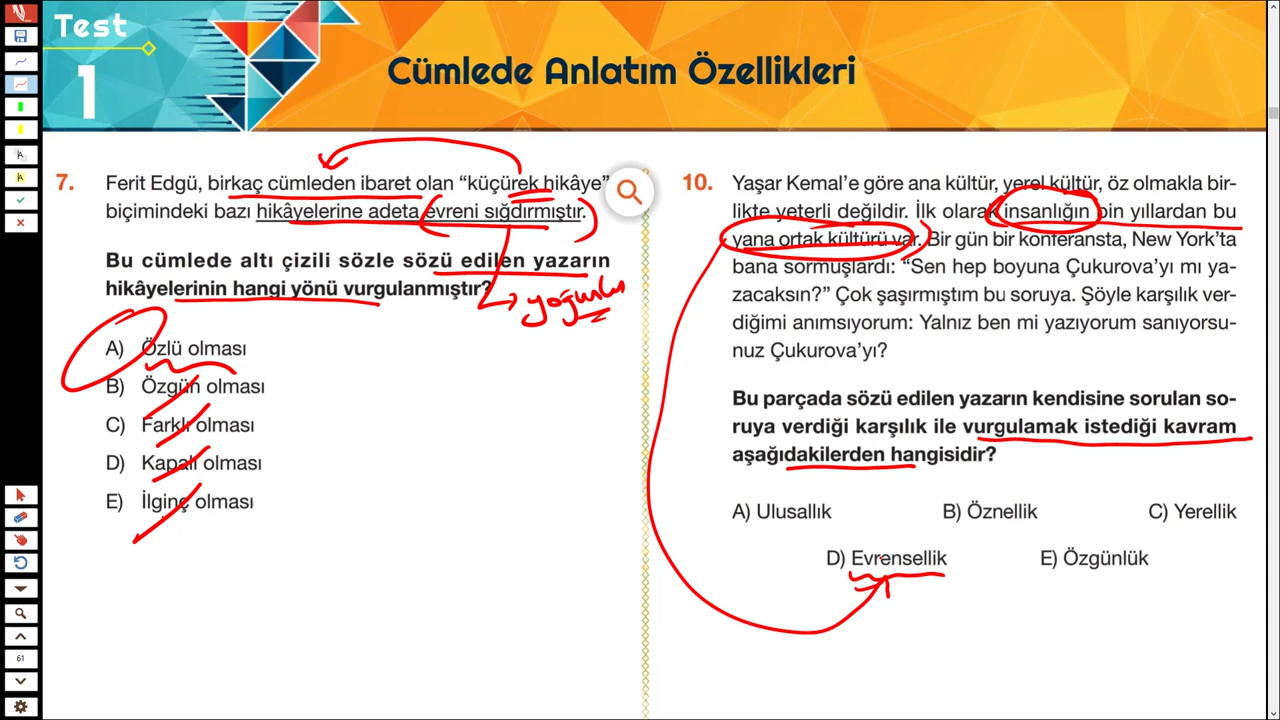 Test
1
Cümlede Anlatım Özellikleri
7. Ferit Edgü, birkaç cümleden ibaret olan “küçürek hikâye”
biçimindeki bazı hikâyelerine adeta evreni sığdırmıştır.
Bu cümlede altı çizili sözle sözü edilen yazarın
hikâyelerinin hangi yönü vurgulanmıştır?
A) Özlü olması
B) Özgün olması
C) Farklı olması
D) Kapalı olması
E) İlginç olması
10. Yaşar Kemal’e göre ana kültür, yerel kültür, öz olmakla bir-
likte yeterli değildir. İlk olarak insanlığın bin yıllardan bu
yana ortak kültürü var. Bir gün bir konferansta, New York’ta
bana sormuşlardı: “Sen hep boyuna Çukurova’yı mı ya-
zacaksın?” Çok şaşırmıştım bu soruya. Şöyle karşılık ver-
diğimi anımsıyorum: Yalnız ben mi yazıyorum sanıyorsu-
nuz Çukurova’yı?
Bu parçada sözü edilen yazarın kendisine sorulan so-
ruya verdiği karşılık ile vurgulamak istediği kavram
aşağıdakilerden hangisidir?
A) Ulusallık B) Öznellik C) Yerellik
D) Evrensellik E) Özgünlük
61